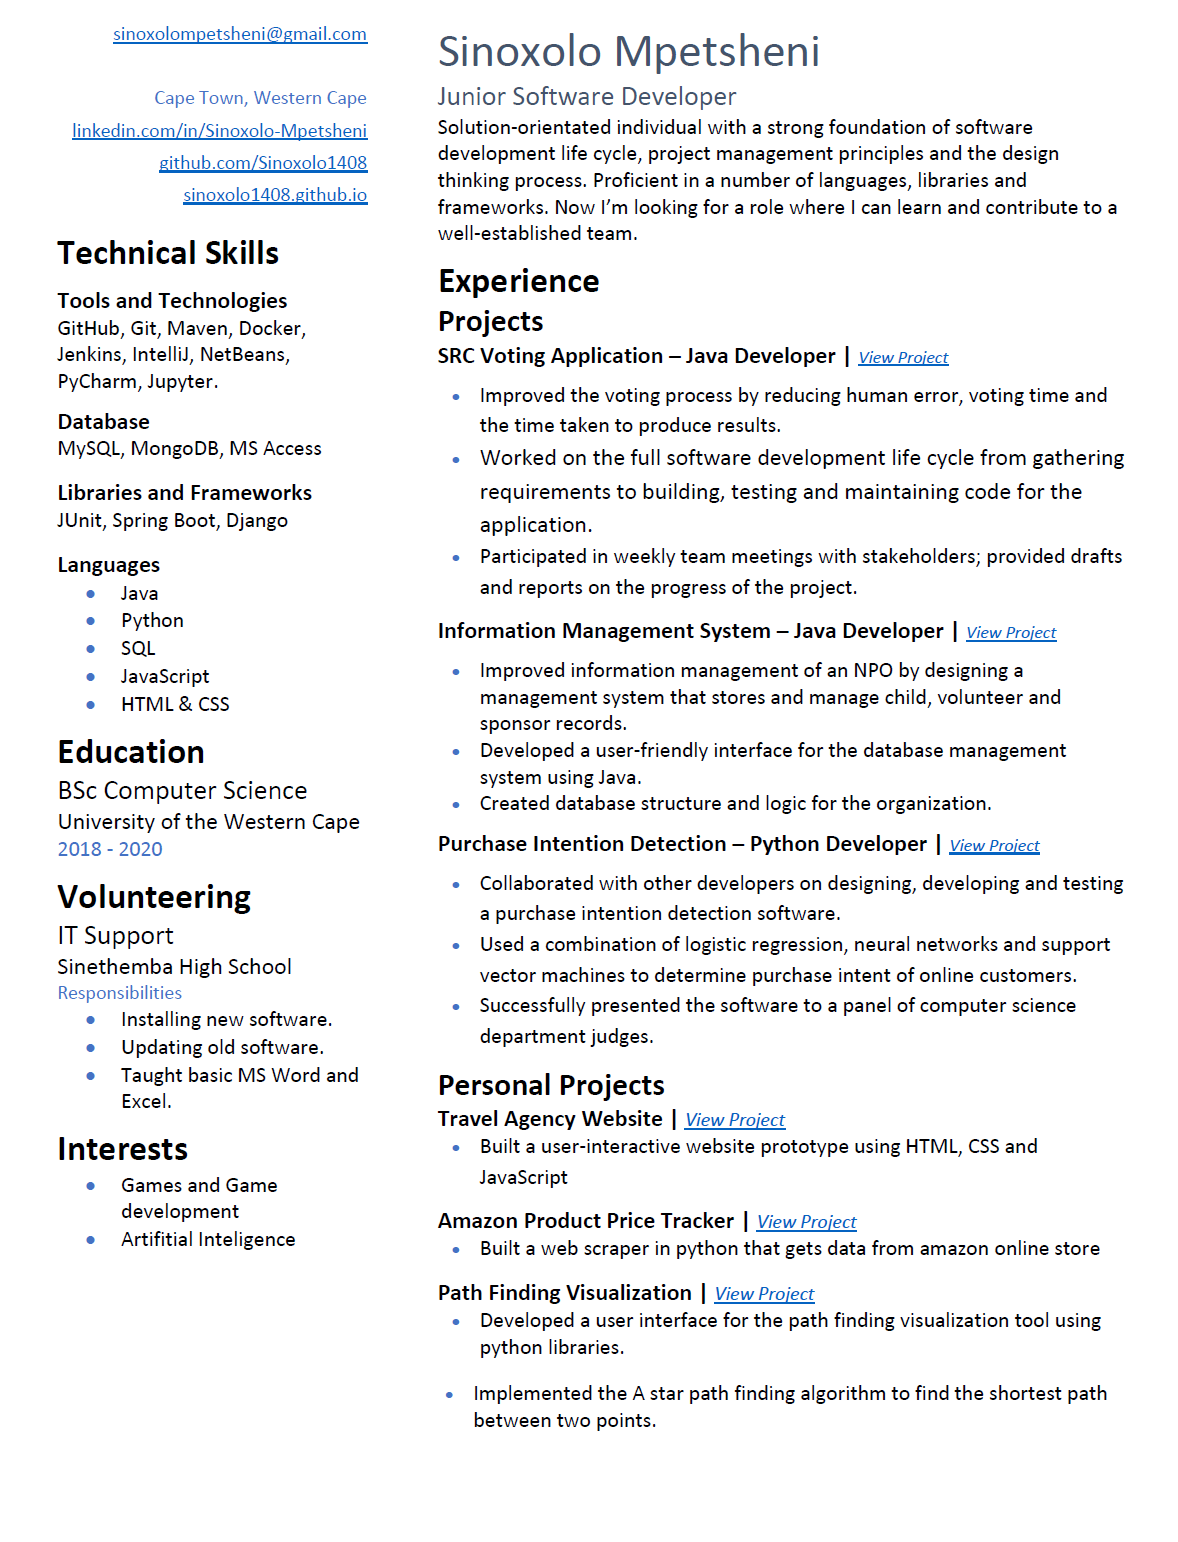 sinoxolompetsheni@gmail.com
Cape Town, Western Cape
linkedin.com/in/Sinoxolo-Mpetsheni
github.com/Sinoxolo1408
sinoxolo1408.github.io
Technical Skills
Tools and Technologies
GitHub, Git, Maven, Docker,
Jenkins, IntelliJ, NetBeans,
PyCharm, Jupyter.
Database
MySQL, MongoDB, MS Access
Libraries and Frameworks
JUnit, Spring Boot, Django
Languages
• Java
• Python
• SQL
• JavaScript
• HTML & CSS
Education
BSc Computer Science
University of the Western Cape
2018 - 2020
Volunteering
IT Support
Sinethemba High School
Responsibilities
• Installing new software.
• Updating old software.
• Taught basic MS Word and
Excel.
Interests
• Games and Game
development
• Artifitial Inteligence
Sinoxolo Mpetsheni
Junior Software Developer
Solution-orientated individual with a strong foundation of software
development life cycle, project management principles and the design
thinking process. Proficient in a number of languages, libraries and
frameworks. Now I’m looking for a role where I can learn and contribute to a
well-established team.
Experience
Projects
SRC Voting Application – Java Developer | View Project
• Improved the voting process by reducing human error, voting time and
the time taken to produce results.
• Worked on the full software development life cycle from gathering
requirements to building, testing and maintaining code for the
application.
• Participated in weekly team meetings with stakeholders; provided drafts
and reports on the progress of the project.
Information Management System – Java Developer | View Project
• Improved information management of an NPO by designing a
management system that stores and manage child, volunteer and
sponsor records.
• Developed a user-friendly interface for the database management
system using Java.
• Created database structure and logic for the organization.
Purchase Intention Detection – Python Developer | View Project
• Collaborated with other developers on designing, developing and testing
a purchase intention detection software.
• Used a combination of logistic regression, neural networks and support
vector machines to determine purchase intent of online customers.
• Successfully presented the software to a panel of computer science
department judges.
Personal Projects
Travel Agency Website | View Project
• Built a user-interactive website prototype using HTML, CSS and
JavaScript
Amazon Product Price Tracker | View Project
• Built a web scraper in python that gets data from amazon online store
Path Finding Visualization | View Project
• Developed a user interface for the path finding visualization tool using
python libraries.
• Implemented the A star path finding algorithm to find the shortest path
between two points.